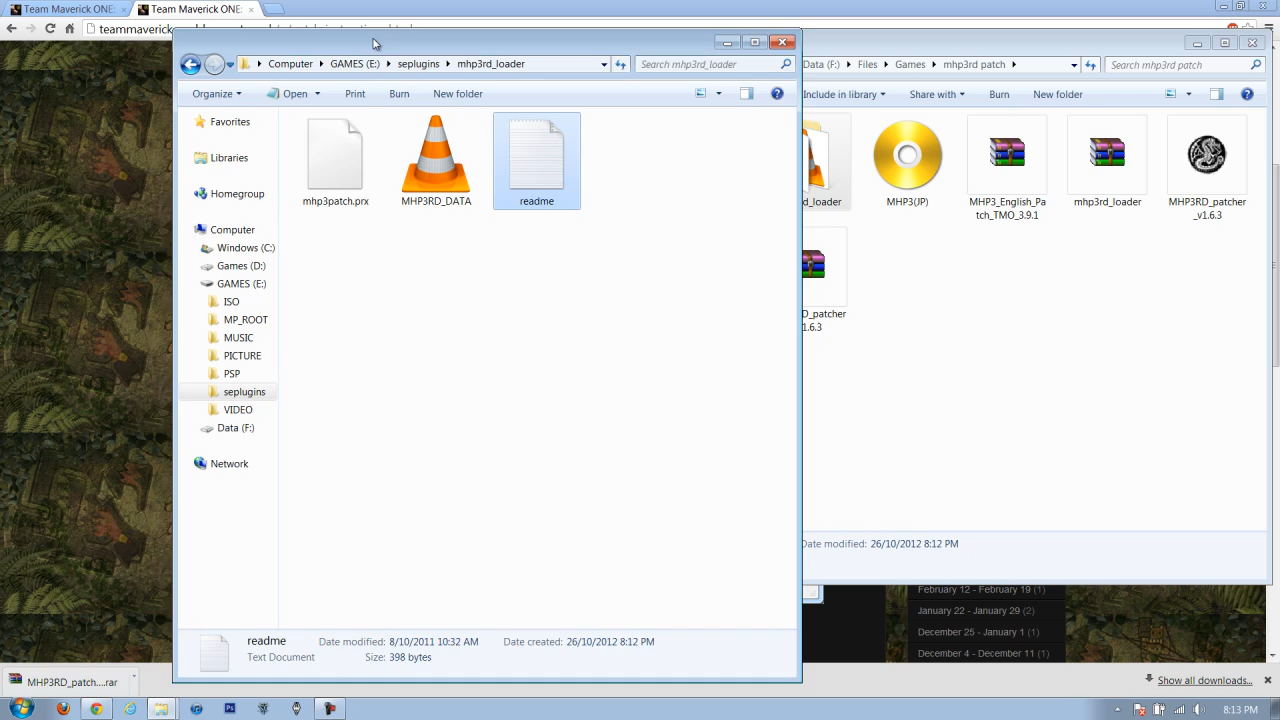 Team Maverick ONE:
Team Maverick ONE:
teammaverick
Computer
GAMES (E:)
seplugins
mhp3rd_loader
Search mhp3rd_loader
Organize
Open
Print
Burn
New folder
Favorites
Libraries
Homegroup
Computer
Windows (C:)
Games (D:)
GAMES (E:)
ISO
MP_ROOT
MUSIC
PICTURE
PSP
seplugins
VIDEO
Data (F:)
Network
mhp3patch.prx
MHP3RD_DATA
readme
readme
Text Document
Date modified: 8/10/2011 10:32 AM
Size: 398 bytes
Date created: 26/10/2012 8:12 PM
Data (F:)
Files
Games
mhp3rd patch
Search mhp3rd patch
Include in library
Share with
Burn
New folder
rd_loader
MHP3(JP)
MHP3_English_Pa
tch_TMO_3.9.1
mhp3rd_loader
MHP3RD_patcher
_v1.6.3
D_patcher
1.6.3
Date modified: 26/10/2012 8:12 PM
February 12 - February 19 (1)
January 22 - January 29 (2)
December 25 - January 1 (1)
December 4 - December 11 (1)
MHP3RD_patch....rar
Show all downloads...
8:13 PM